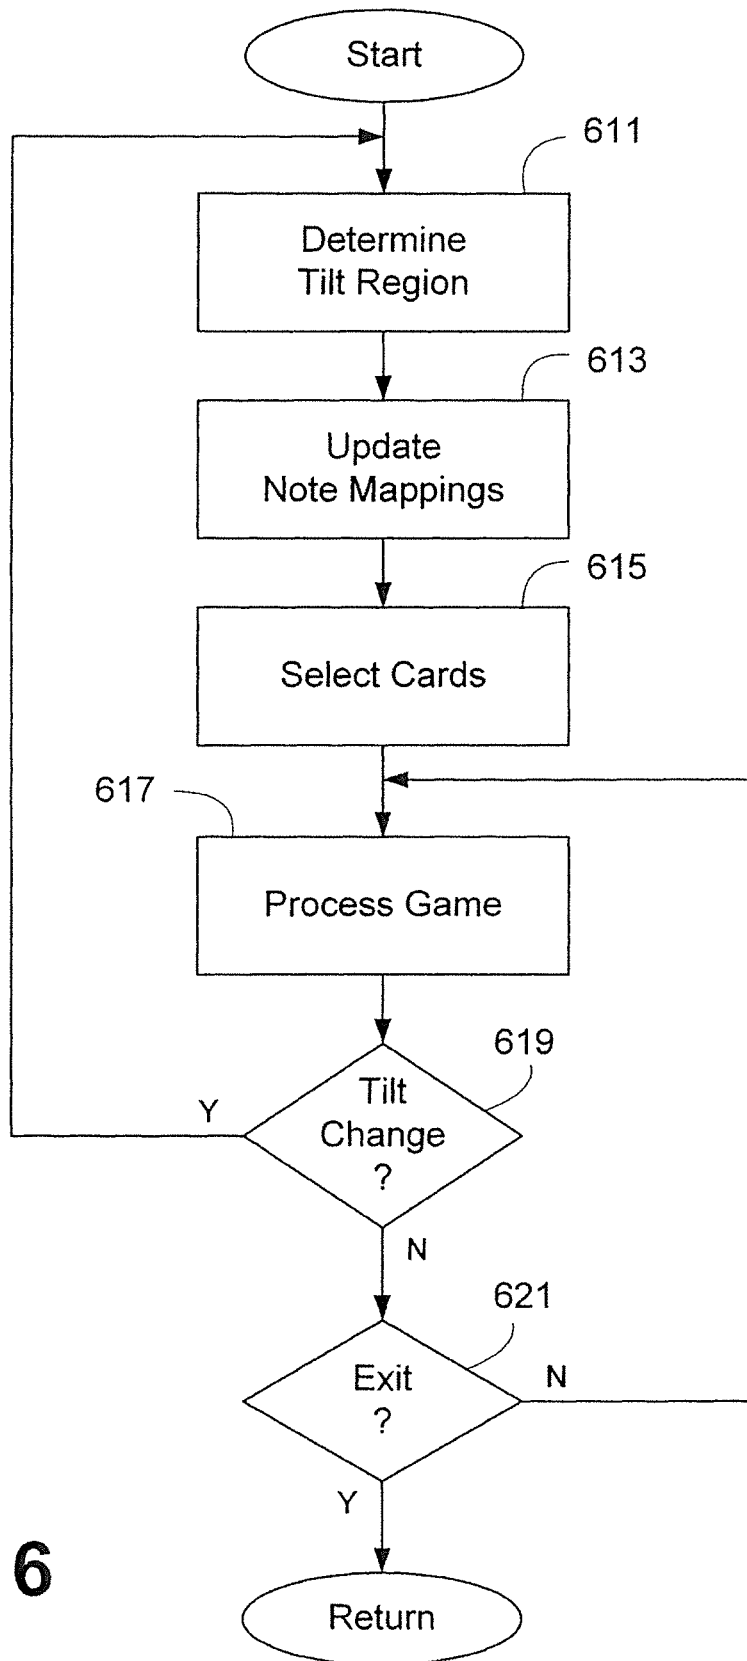 Start
611
Determine
Tilt Region
613
Update
Note Mappings
615
Select Cards
617
Process Game
619
Tilt
Change
?
Y
N
621
Exit
?
N
Y
6
Return